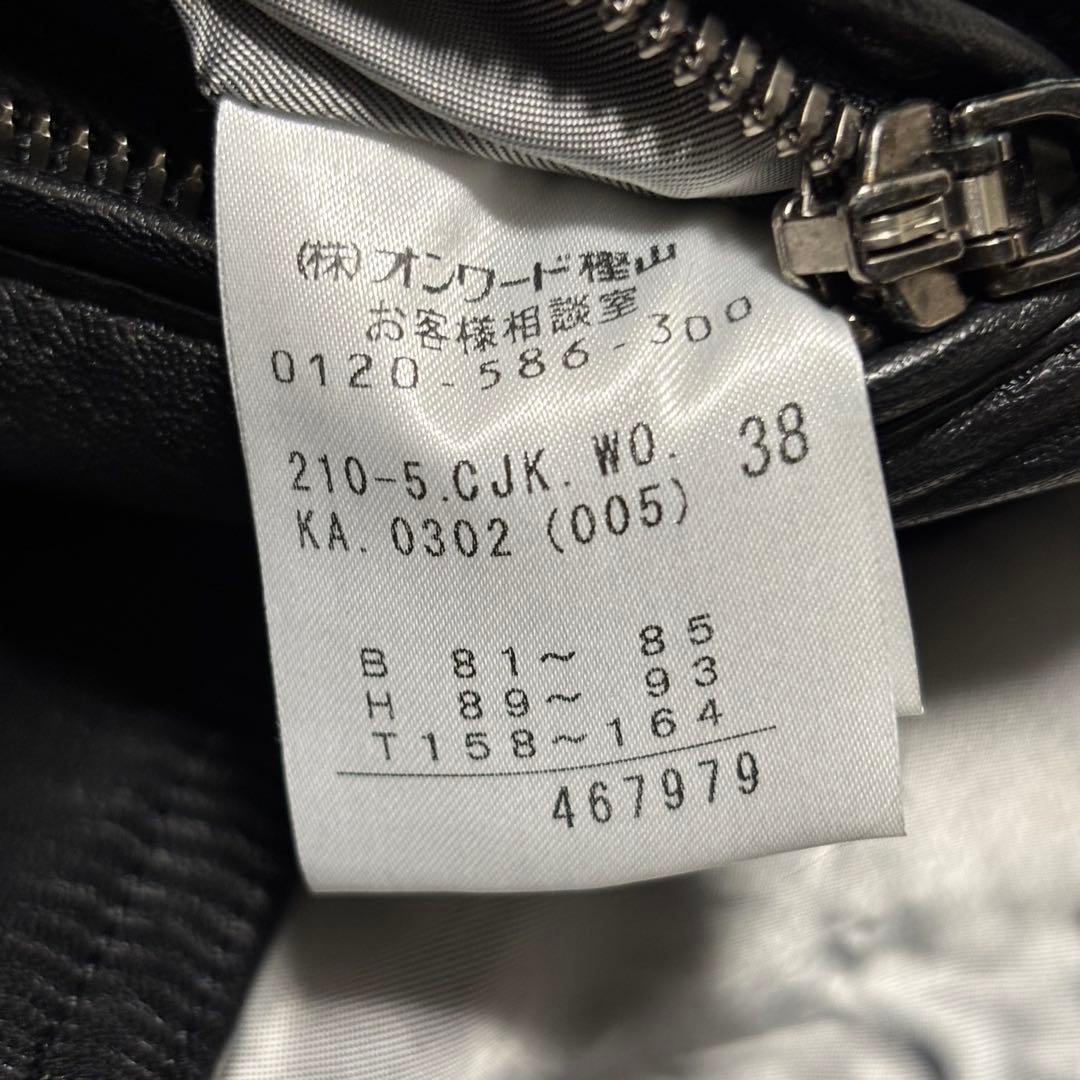 (株)オンワード樫山
お客様相談室
0120-586-300
210-5.CJK.WO. 38
KA.0302(005)
B 81～ 85
H 89～ 93
T158～164
467979